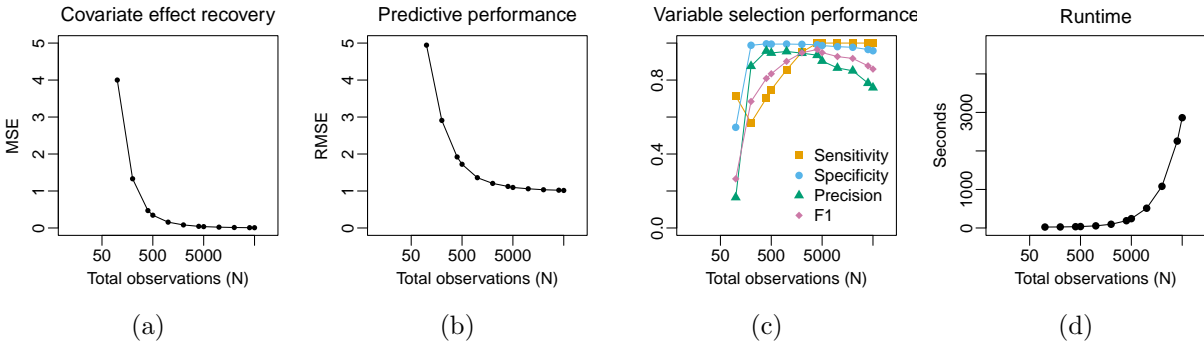 Covariate effect recovery
5
4
3
2
1
0
MSE
50
500
5000
Total observations (N)
(a)
Predictive performance
5
4
3
2
1
0
RMSE
50
500
5000
Total observations (N)
(b)
Variable selection performance
0.8
0.4
0.0
Sensitivity
Specificity
Precision
F1
50
500
5000
Total observations (N)
(c)
Runtime
3000
1000
0
Seconds
50
500
5000
Total observations (N)
(d)